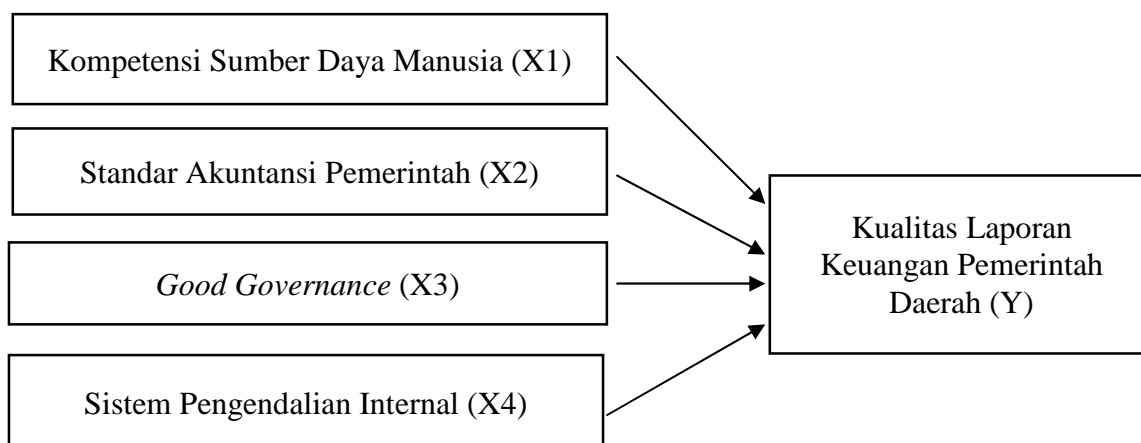 Kompetensi Sumber Daya Manusia (X1)
Standar Akuntansi Pemerintah (X2)
Good Governance (X3)
Sistem Pengendalian Internal (X4)
Kualitas Laporan
Keuangan Pemerintah
Daerah (Y)